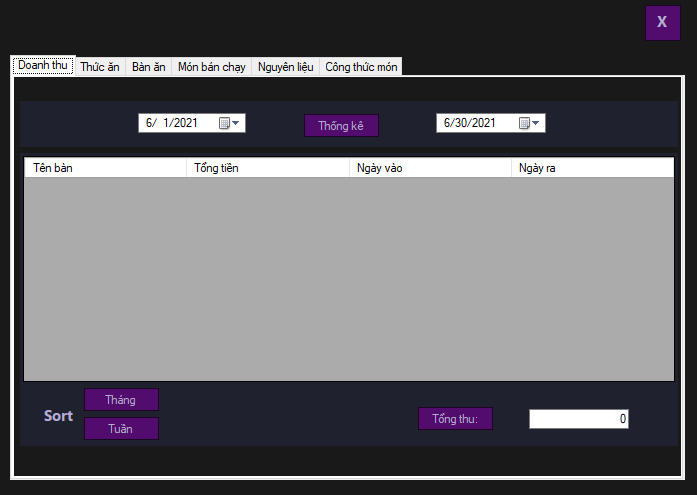 X
Doanh thu Thức ăn Bàn ăn Món bán chạy Nguyên liệu Công thức món
6/ 1/2021 Thống kê 6/30/2021
Tên bàn Tổng tiền Ngày vào Ngày ra
Tháng
Sort Tổng thu: 0
Tuần